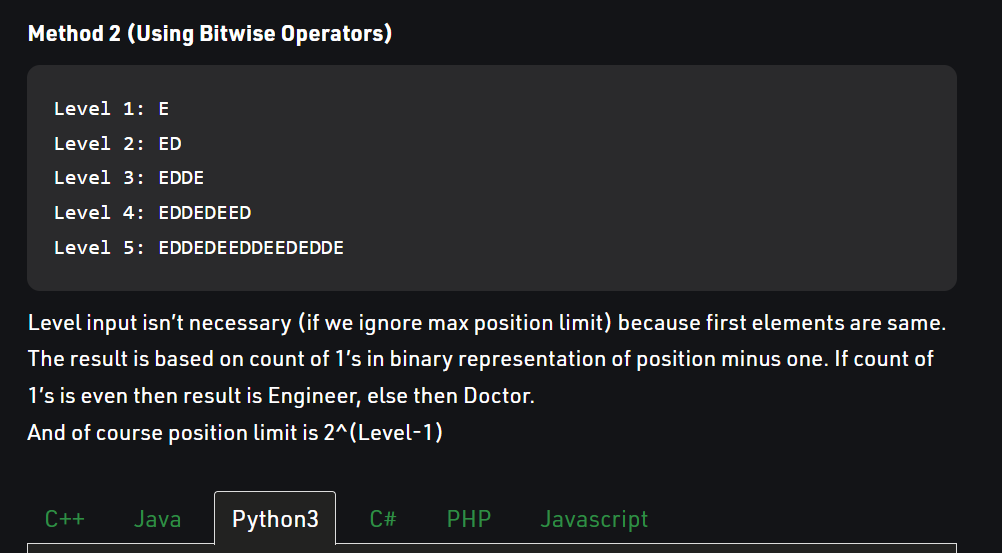 Method 2 (Using Bitwise Operators)
Level 1: E
Level 2: ED
Level 3: EDDE
Level 4: EDDEDEED
Level 5: EDDEDEEDDEEDEDDE
Level input isn’t necessary (if we ignore max position limit) because first elements are same.
The result is based on count of 1’s in binary representation of position minus one. If count of
1’s is even then result is Engineer, else then Doctor.
And of course position limit is 2^(Level-1)
C++ Java Python3 C# PHP Javascript